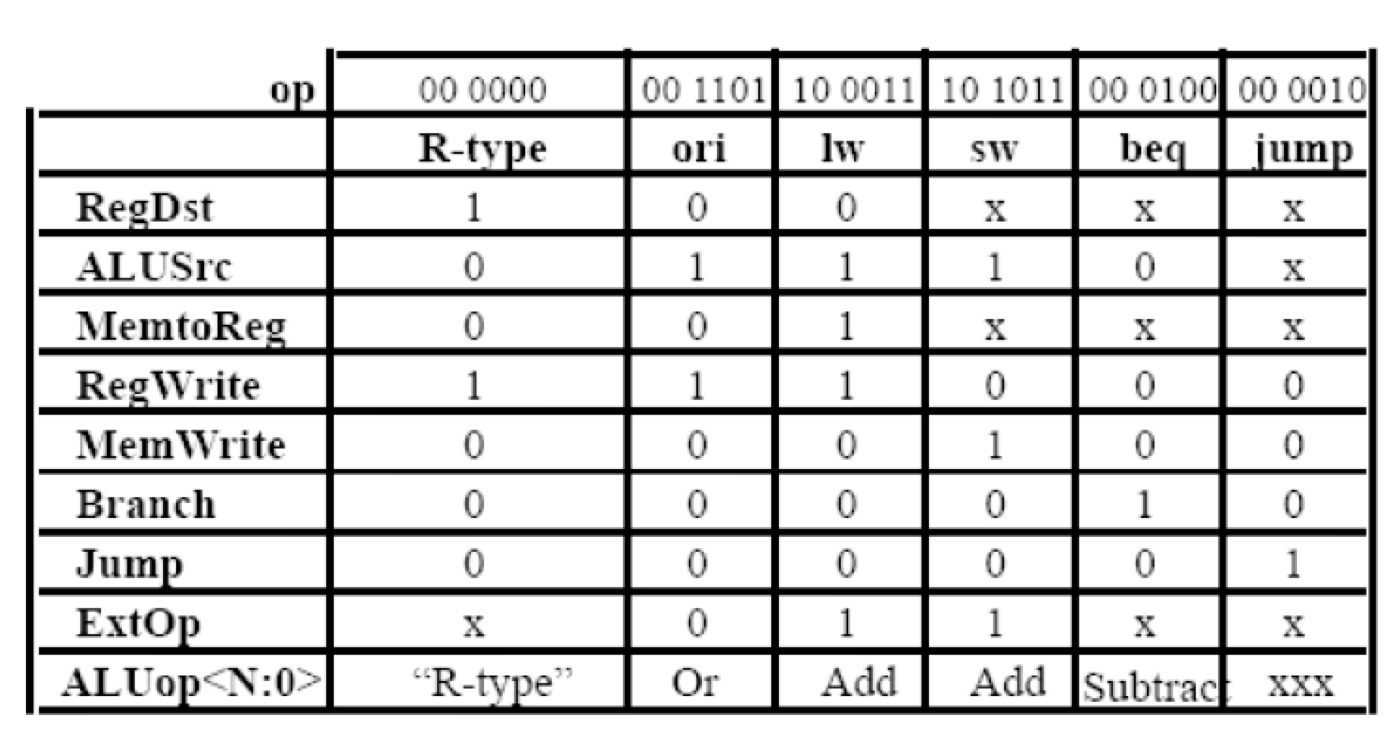 op 00 0000 00 1101 10 0011 10 1011 00 0100 00 0010
R-type ori lw sw beq jump
RegDst 1 0 0 x x x
ALUSrc 0 1 1 1 0 x
MemtoReg 0 0 1 x x x
RegWrite 1 1 1 0 0 0
MemWrite 0 0 0 1 0 0
Branch 0 0 0 0 1 0
Jump 0 0 0 0 0 1
ExtOp x 0 1 1 x x
ALUop<N:0> “R-type” Or Add Add Subtract xxx